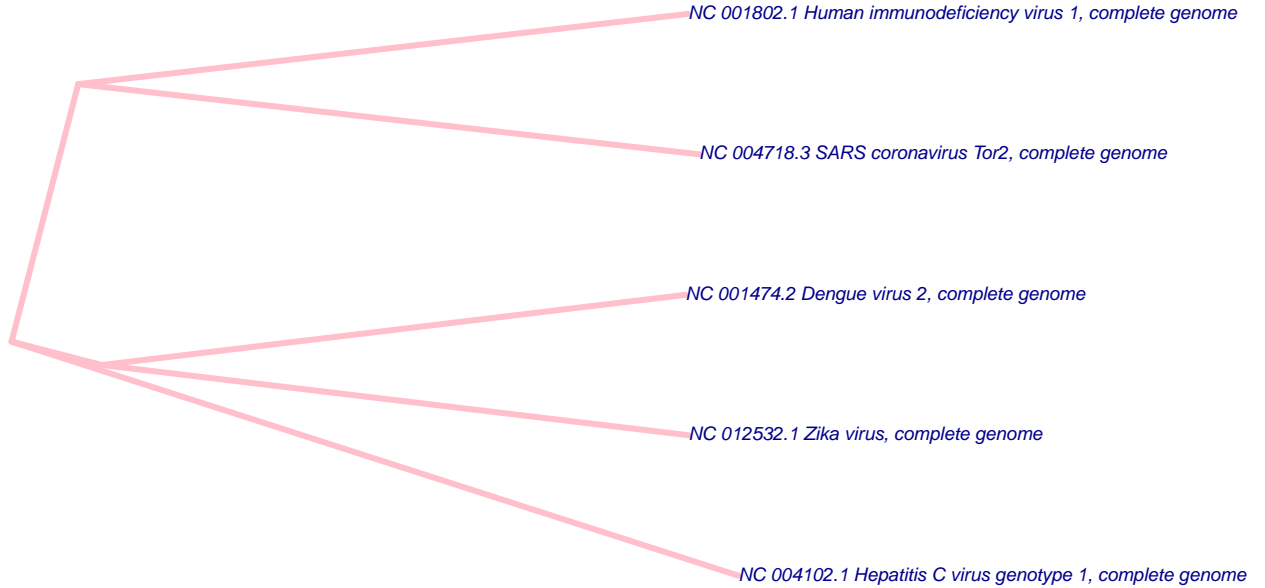 NC 001802.1 Human immunodeficiency virus 1, complete genome
NC 004718.3 SARS coronavirus Tor2, complete genome
NC 001474.2 Dengue virus 2, complete genome
NC 012532.1 Zika virus, complete genome
NC 004102.1 Hepatitis C virus genotype 1, complete genome